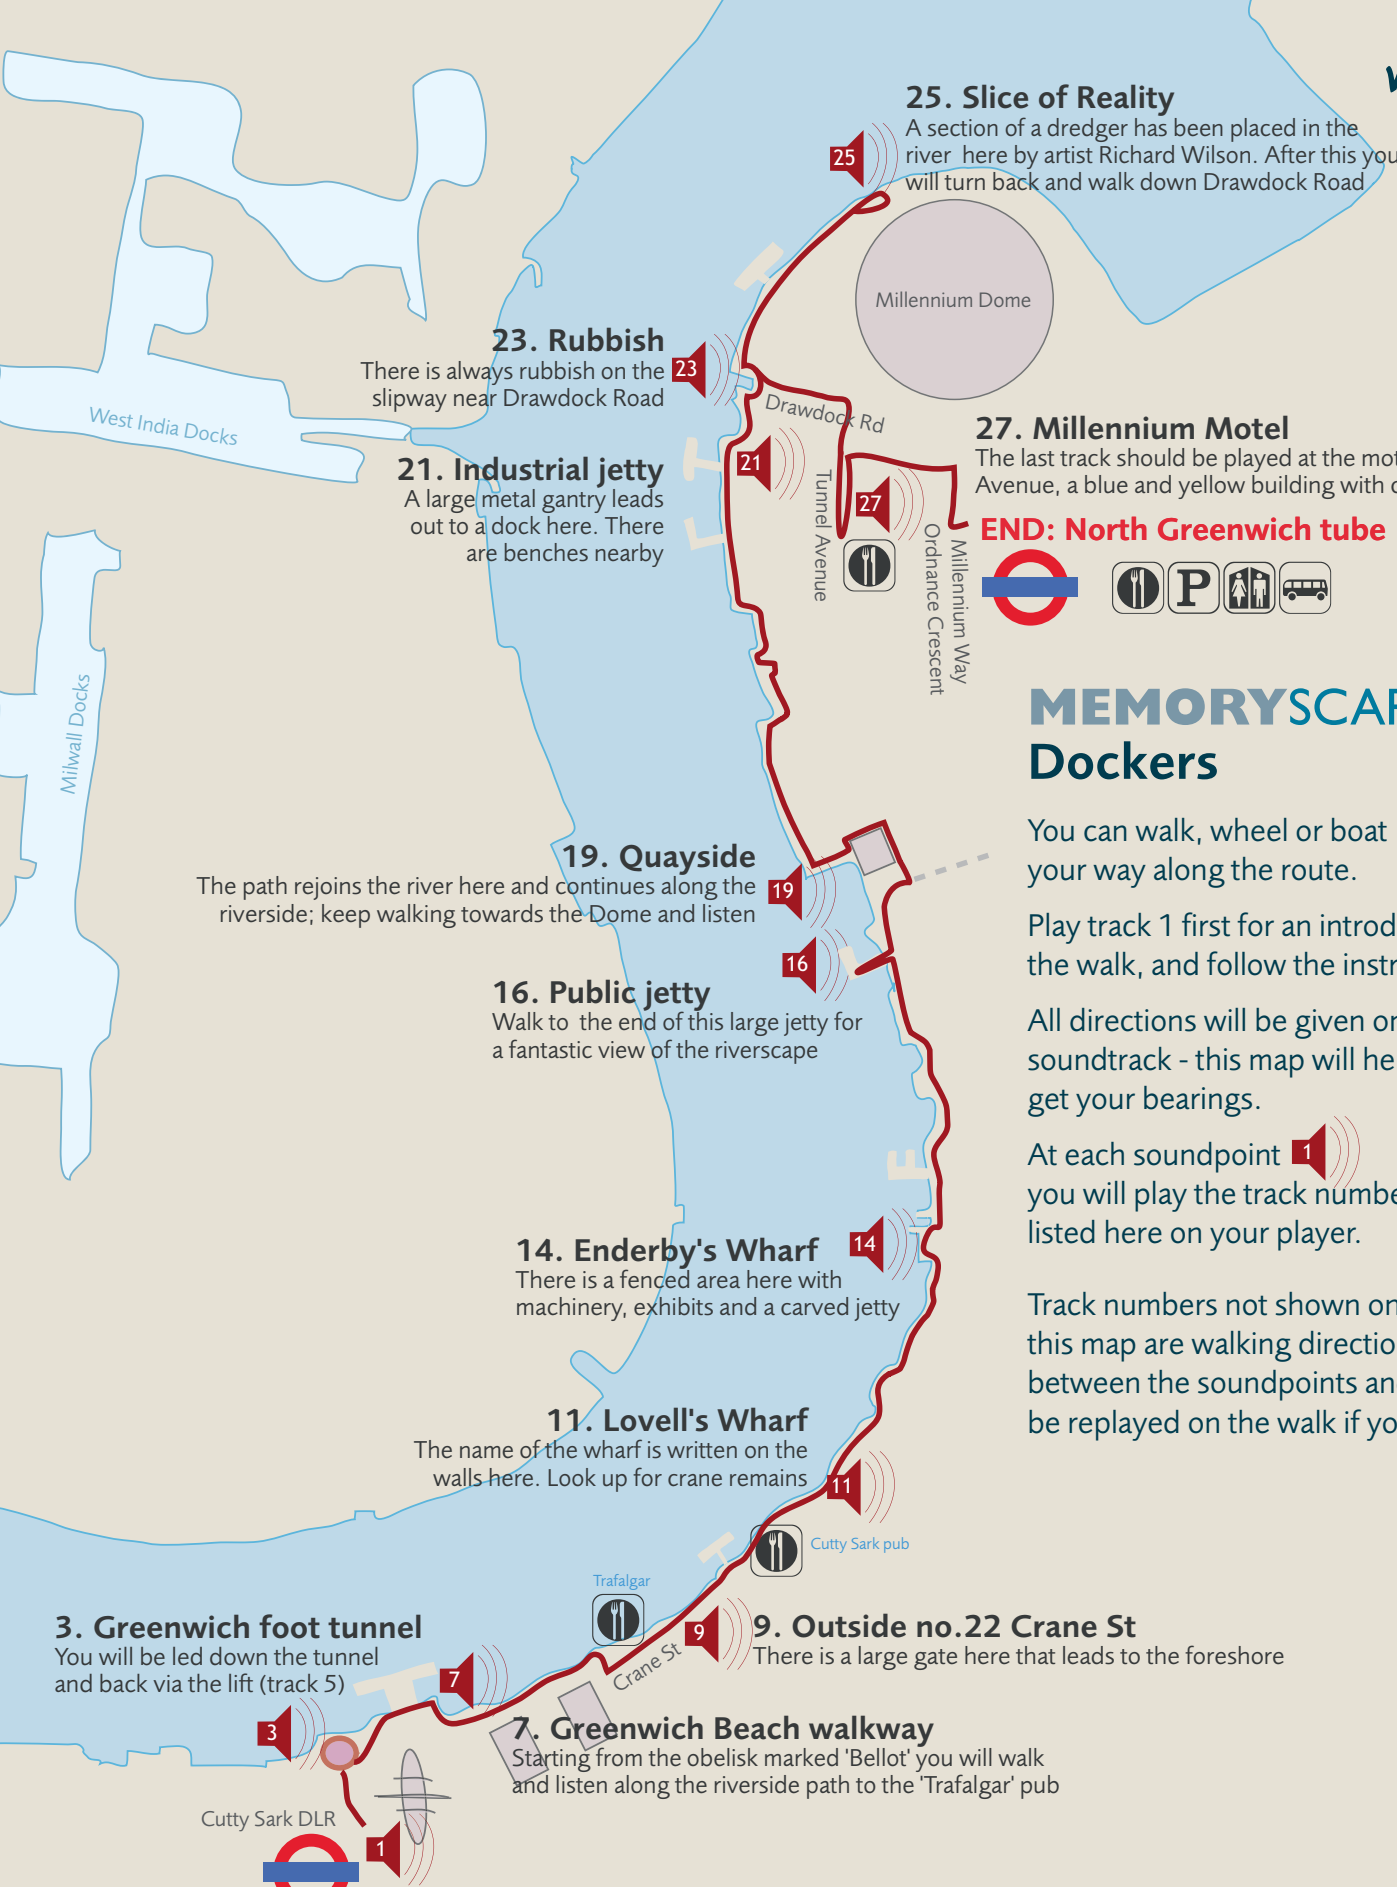 25. Slice of Reality
A section of a dredger has been placed in the
river here by artist Richard Wilson. After this you
will turn back and walk down Drawdock Road
25
Millennium Dome
23. Rubbish
There is always rubbish on the
slipway near Drawdock Road
23
Drawdock Rd
West India Docks
27. Millennium Motel
The last track should be played at the mot
Avenue, a blue and yellow building with
21. Industrial jetty
A large metal gantry leads
out to a dock here. There
are benches nearby
21
27
Tunnel Avenue
Ordnance Crescent
Millennium Way
END: North Greenwich tube
P
Milwall Docks
MEMORYSCAP
Dockers
You can walk, wheel or boat
your way along the route.
Play track 1 first for an introd
the walk, and follow the instr
All directions will be given on
soundtrack - this map will he
get your bearings.
At each soundpoint 1
you will play the track numbe
listed here on your player.
Track numbers not shown on
this map are walking directio
between the soundpoints an
be replayed on the walk if yo
19. Quayside
The path rejoins the river here and continues along the
riverside; keep walking towards the Dome and listen
19
16
16. Public jetty
Walk to the end of this large jetty for
a fantastic view of the riverscape
14. Enderby's Wharf
There is a fenced area here with
machinery, exhibits and a carved jetty
14
11. Lovell's Wharf
The name of the wharf is written on the
walls here. Look up for crane remains
11
Cutty Sark pub
Trafalgar
3. Greenwich foot tunnel
You will be led down the tunnel
and back via the lift (track 5)
3
7
Crane St
9
9. Outside no.22 Crane St
There is a large gate here that leads to the foreshore
7. Greenwich Beach walkway
Starting from the obelisk marked 'Bellot' you will walk
and listen along the riverside path to the 'Trafalgar' pub
Cutty Sark DLR
1